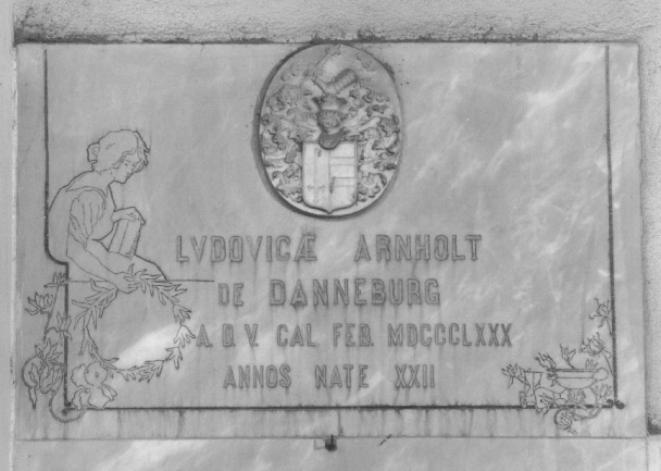 LVDOVICÆ ARNHOLT
DE DANNEBURG
A. D. V. CAL FEB. MDCCCLXXX
ANNOS NATE XXII